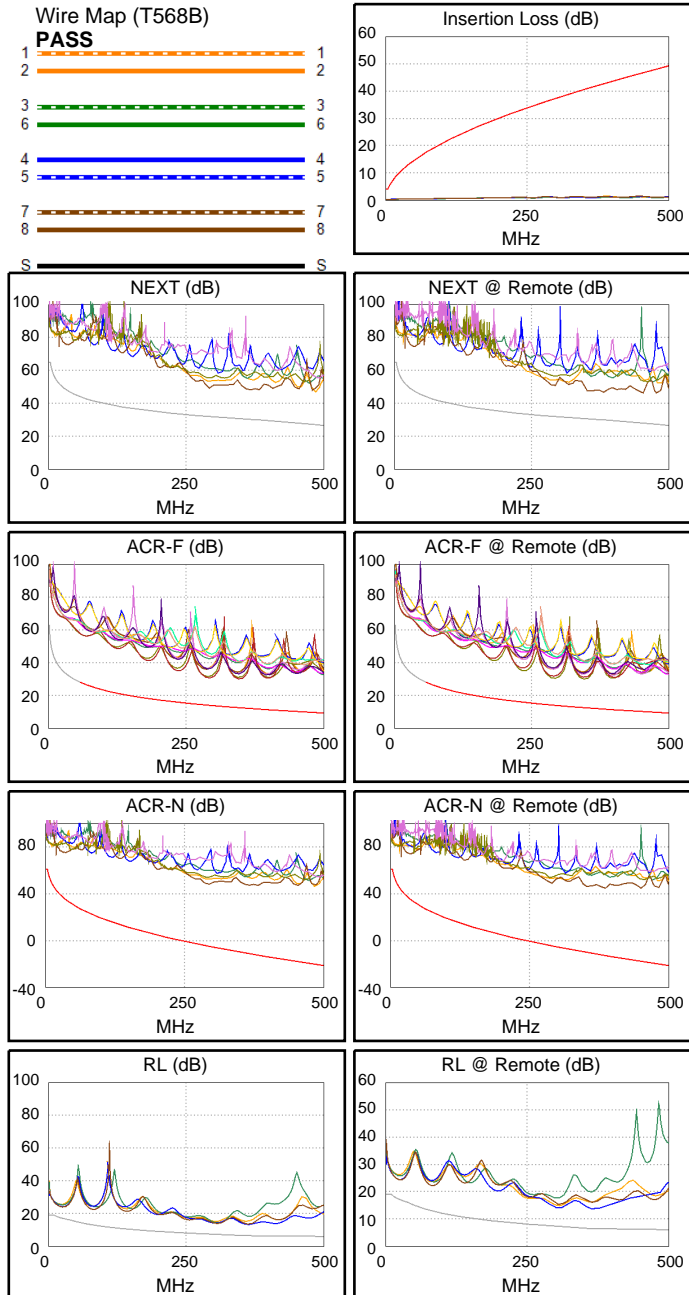 Wire Map (T568B)
PASS
1 1
2 2
3 3
6 6
4 4
5 5
7 7
8 8
S S
Insertion Loss (dB)
60
50
40
30
20
10
0
0 250 500
MHz
NEXT (dB)
100
80
60
40
20
0
0 250 500
MHz
NEXT @ Remote (dB)
100
80
60
40
20
0
0 250 500
MHz
ACR-F (dB)
100
80
60
40
20
0
0 250 500
MHz
ACR-F @ Remote (dB)
100
80
60
40
20
0
0 250 500
MHz
ACR-N (dB)
80
40
0
-40
0 250 500
MHz
ACR-N @ Remote (dB)
80
40
0
-40
0 250 500
MHz
RL (dB)
100
80
60
40
20
0
0 250 500
MHz
RL @ Remote (dB)
60
50
40
30
20
10
0
0 250 500
MHz